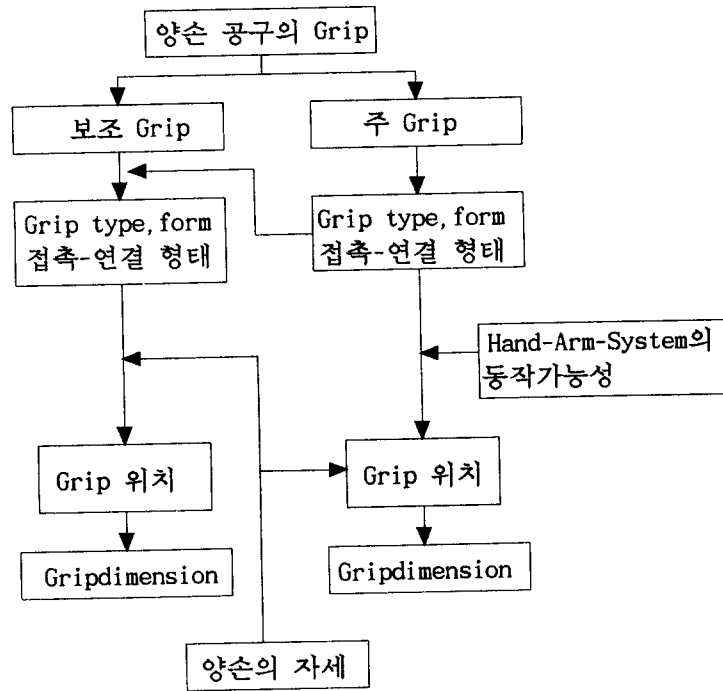 양손 공구의 Grip
보조 Grip
주 Grip
Grip type,form
접촉-연결 형태
Grip type,form
접촉-연결 형태
Hand-Arm-System의
동작가능성
Grip 위치
Grip 위치
Gripdimension
Gripdimension
양손의 자세